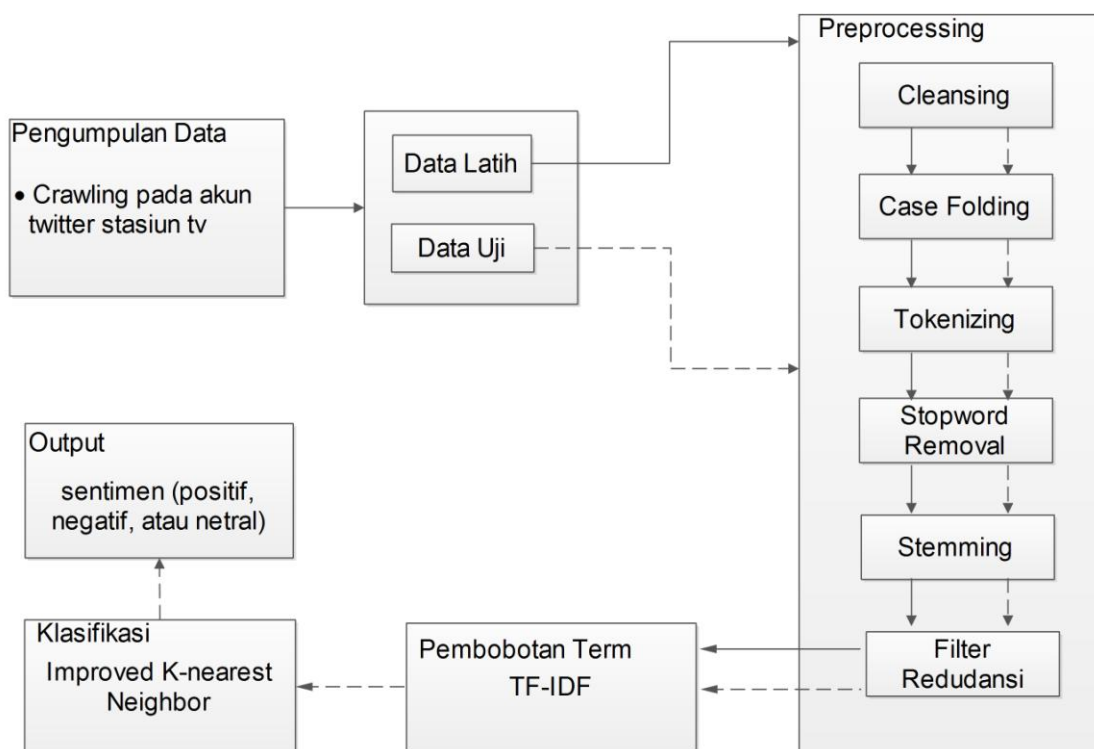 Pengumpulan Data
• Crawling pada akun
twitter stasiun tv
Data Latih
Data Uji
Preprocessing
Cleansing
Case Folding
Tokenizing
Stopword
Removal
Stemming
Filter
Redudansi
Pembobotan Term
TF-IDF
Klasifikasi
Improved K-nearest
Neighbor
Output
sentimen (positif,
negatif, atau netral)